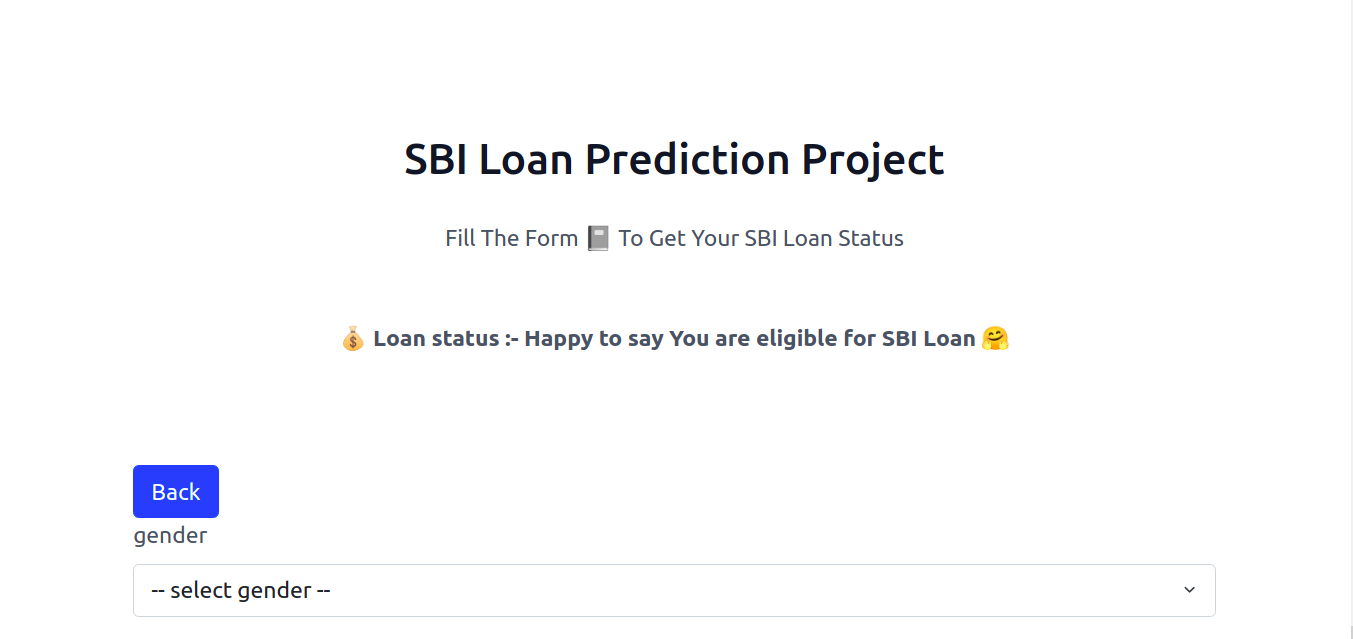 SBI Loan Prediction Project
Fill The Form 📓 To Get Your SBI Loan Status
💰 Loan status :- Happy to say You are eligible for SBI Loan 🤗
Back
gender
-- select gender --